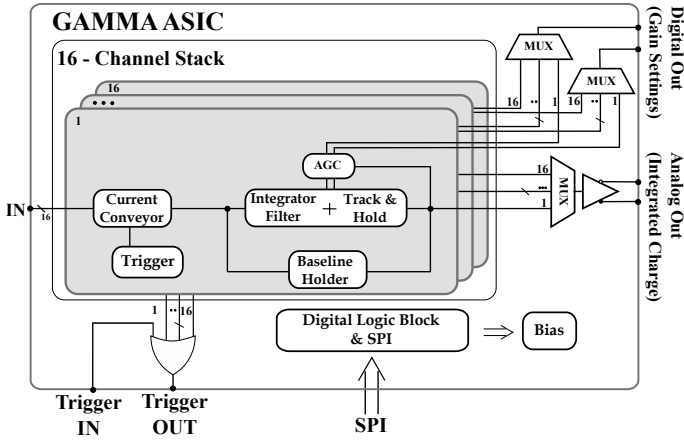 GAMMA ASIC
16 - Channel Stack
16
•••
1
IN
16
Current
Conveyor
Trigger
AGC
Integrator
Filter
+
Track &
Hold
Baseline
Holder
MUX
16
••
1
MUX
16
••
1
Digital Out
(Gain Settings)
16
•••
1
MUX
Analog Out
(Integrated Charge)
1
••
16
Digital Logic Block
& SPI
Bias
Trigger
IN
Trigger
OUT
SPI